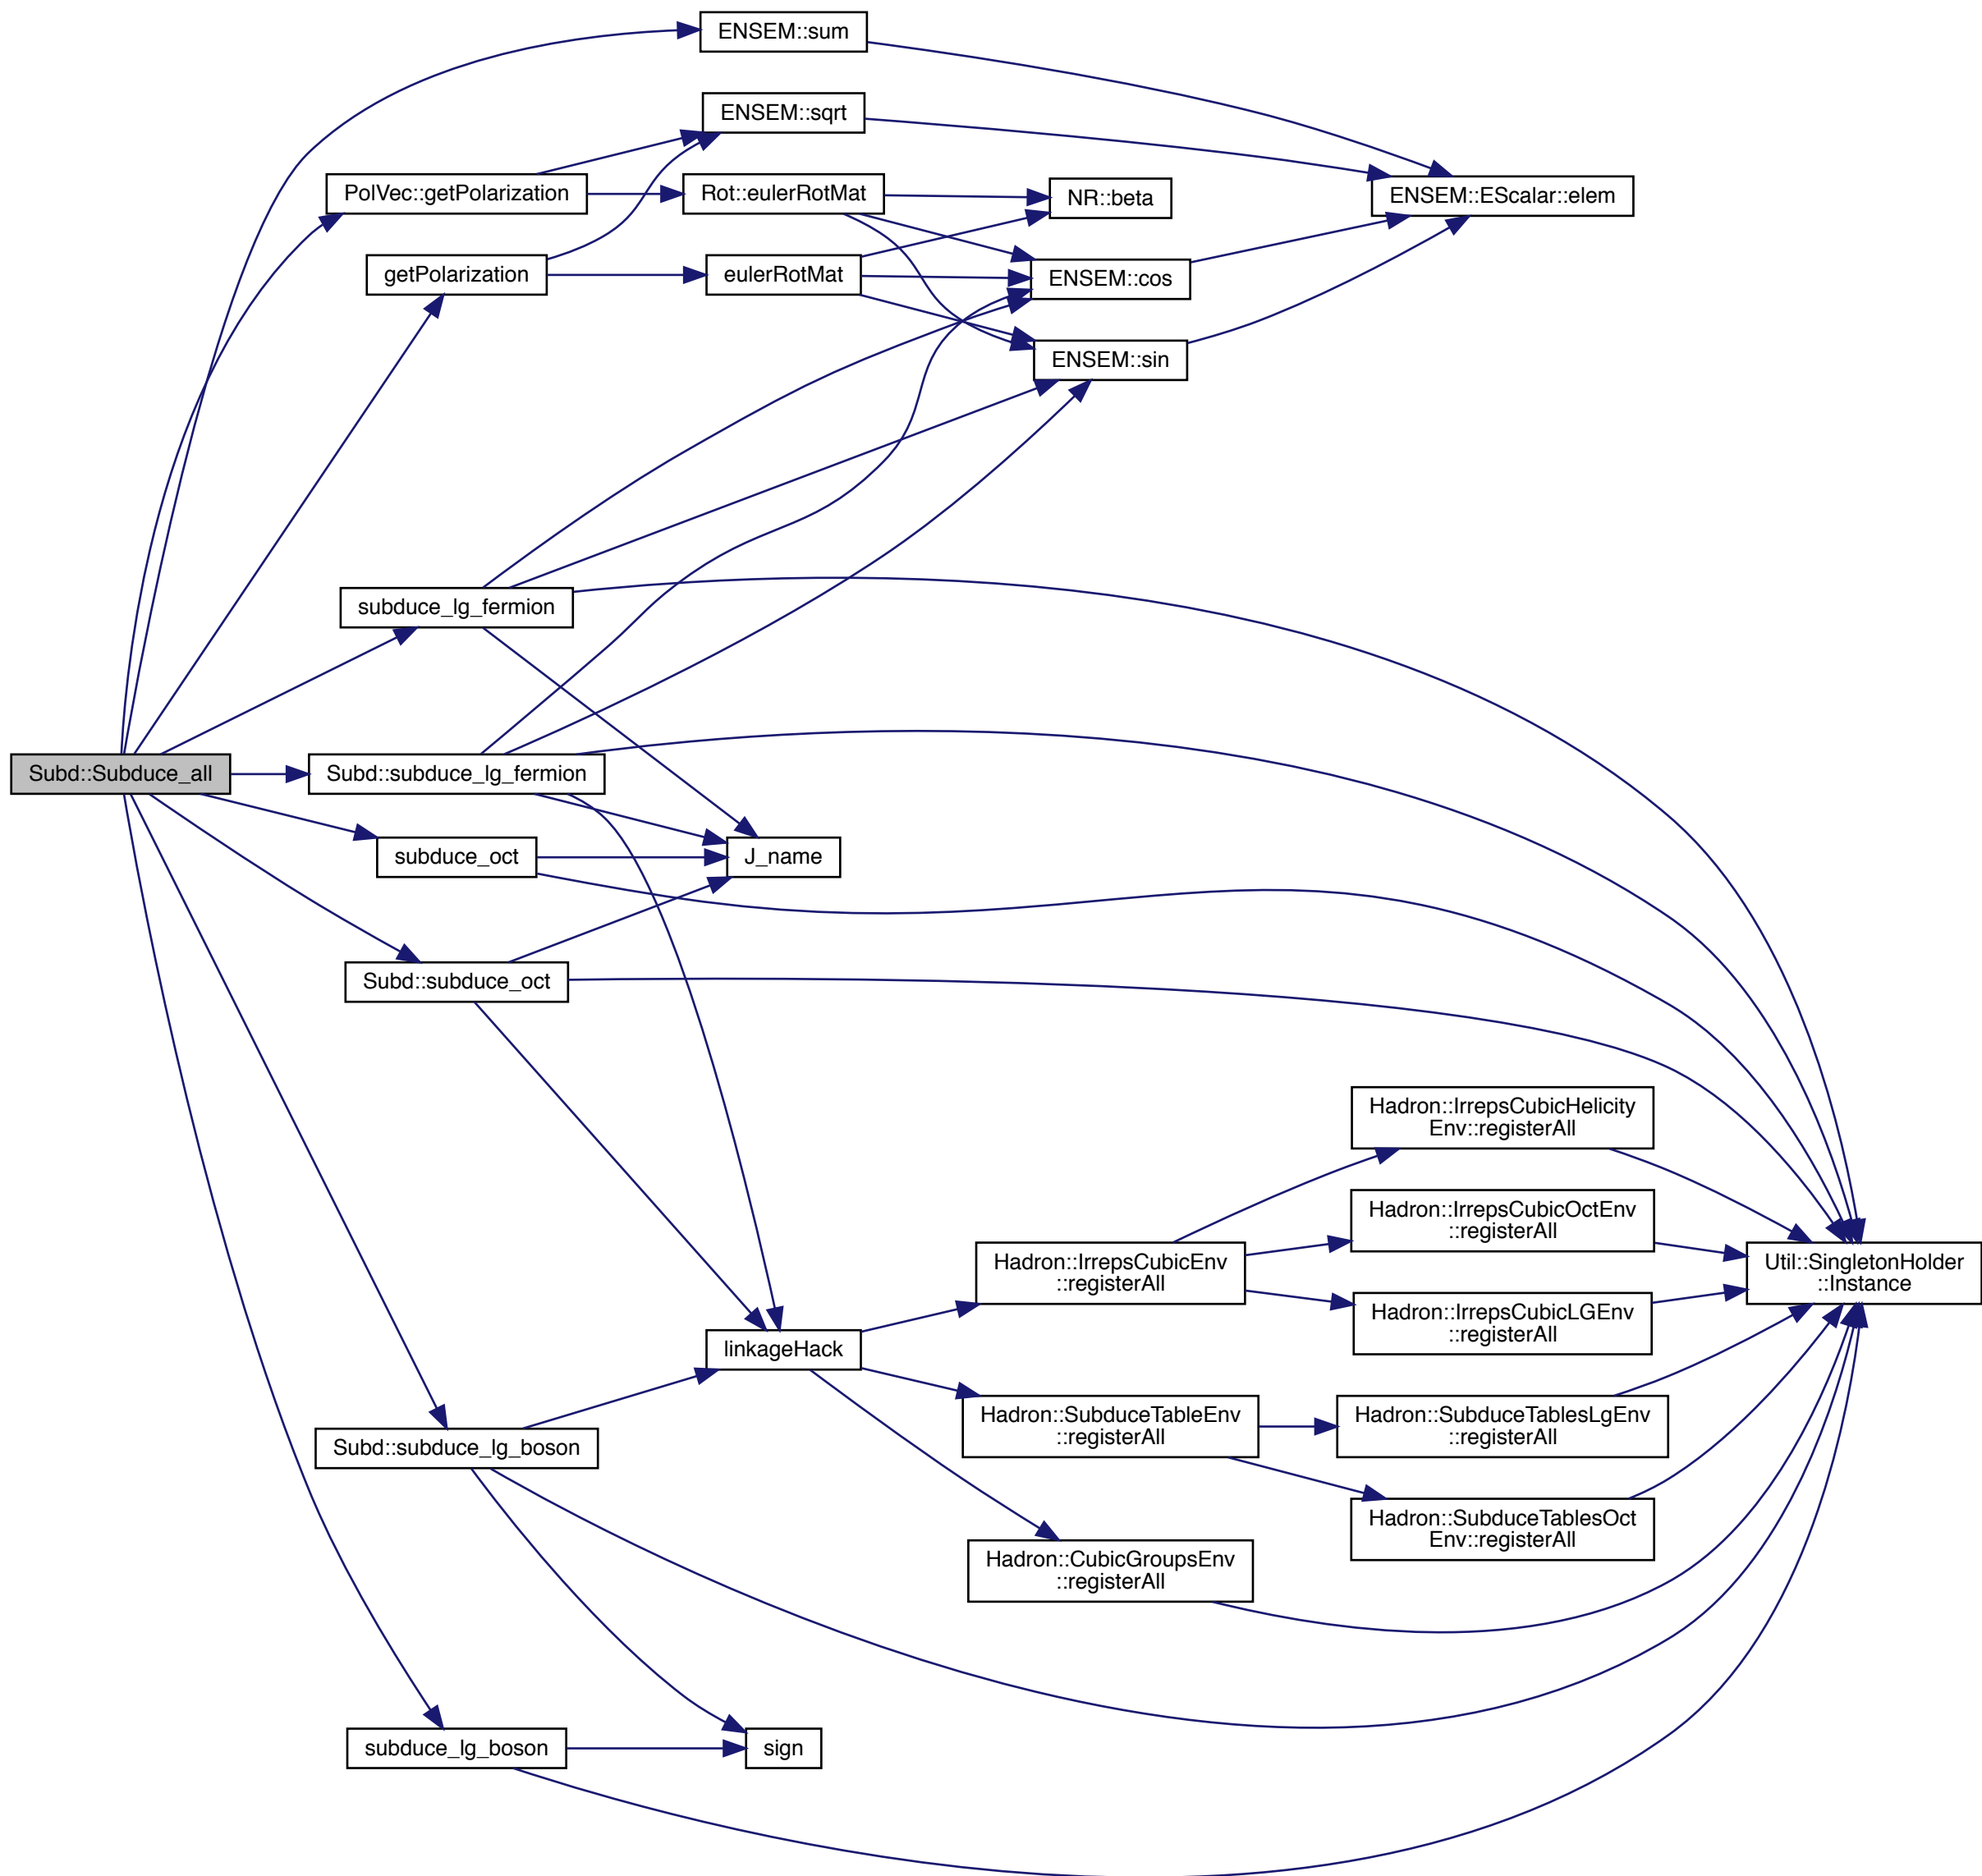 ENSEM::sum
ENSEM::sqrt
PolVec::getPolarization
Rot::eulerRotMat
NR::beta
ENSEM::EScalar::elem
getPolarization
eulerRotMat
ENSEM::cos
ENSEM::sin
subduce_lg_fermion
Subd::Subduce_all
Subd::subduce_lg_fermion
subduce_oct
J_name
Subd::subduce_oct
Hadron::IrrepsCubicHelicity
Env::registerAll
Hadron::IrrepsCubicOctEnv
::registerAll
Hadron::IrrepsCubicEnv
::registerAll
Util::SingletonHolder
::Instance
Hadron::IrrepsCubicLGEnv
::registerAll
linkageHack
Hadron::SubduceTableEnv
::registerAll
Hadron::SubduceTablesLgEnv
::registerAll
Subd::subduce_lg_boson
Hadron::SubduceTablesOct
Env::registerAll
Hadron::CubicGroupsEnv
::registerAll
subduce_lg_boson
sign